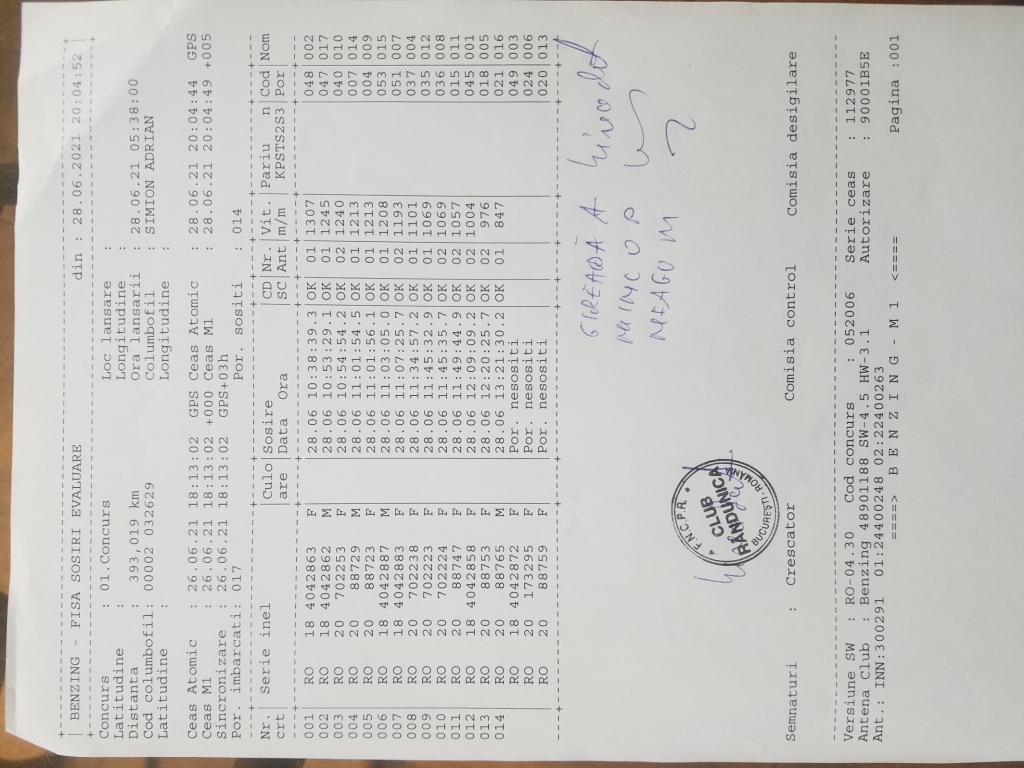 BENZING - FISA SOSIRI EVALUARE din : 28.06.2021 20:04:52
Concurs : 01.Concurs Loc lansare :
Latitudine : Longitudine :
Distanta : 393,019 km Ora lansarii : 28.06.21 05:38:00
Cod columbofil: 00002 032629 Columbofil : SIMION ADRIAN
Latitudine : Longitudine :
Ceas Atomic : 26.06.21 18:13:02 GPS Ceas Atomic : 28.06.21 20:04:44 GPS
Ceas M1 : 26.06.21 18:13:02 +000 Ceas M1 : 28.06.21 20:04:49 +005
Sincronizare : 26.06.21 18:13:02 GPS+03h
Por. imbarcati: 017 Por. sositi : 014
Nr. | Serie inel |Culo|Sosire |CD|Nr.|Vit.|Pariu n |Cod|Nom
crt | |are |Data Ora |SC|Ant|m/m | KPSTS2S3|Por|
001 RO 18 4042863 F 28.06 10:38:39.3 OK 01 1307 048 002
002 RO 18 4042862 M 28.06 10:53:29.1 OK 01 1245 047 017
003 RO 20 702253 F 28.06 10:54:54.2 OK 02 1240 040 010
004 RO 20 88729 M 28.06 11:01:54.5 OK 01 1213 007 014
005 RO 20 88723 F 28.06 11:01:56.1 OK 01 1213 004 009
006 RO 18 4042887 M 28.06 11:03:05.0 OK 01 1208 053 015
007 RO 18 4042883 F 28.06 11:07:25.7 OK 02 1193 051 007
008 RO 20 702238 F 28.06 11:34:57.2 OK 01 1101 037 004
009 RO 20 702223 F 28.06 11:45:32.9 OK 01 1069 035 012
010 RO 20 702224 F 28.06 11:45:35.7 OK 02 1069 036 008
011 RO 20 88747 F 28.06 11:49:44.9 OK 02 1057 015 011
012 RO 18 4042858 F 28.06 12:09:09.2 OK 02 1004 045 001
013 RO 20 88753 F 28.06 12:20:25.7 OK 02 976 018 005
014 RO 20 88765 M 28.06 13:21:30.2 OK 01 847 021 016
RO 18 4042872 F Por. nesositi 049 003
RO 20 173295 F Por. nesositi 024 006
RO 20 88759 F Por. nesositi 020 013
F.N.C.P.R.
CLUB
RÂNDUNICA
BUCUREŞTI - ROMÂNIA
Semnaturi : Crescator Comisia control Comisia desigilare
Versiune SW : RO-04.30 Cod concurs : 052006 Serie ceas : 112977
Antena Club : Benzing 48901188 SW-4.5 HW-3.1 Autorizare : 90001B5E
Ant.: INN:300291 01:24400248 02:22400263
====> B E N Z I N G - M 1 <==== Pagina :001